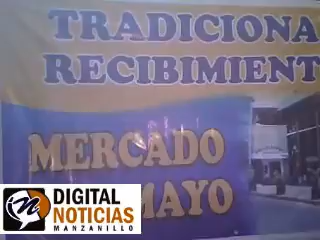 TRADICIONA
RECIBIMIENT
MERCADO
MAYO
DIGITAL
NOTICIAS
MANZANILLO